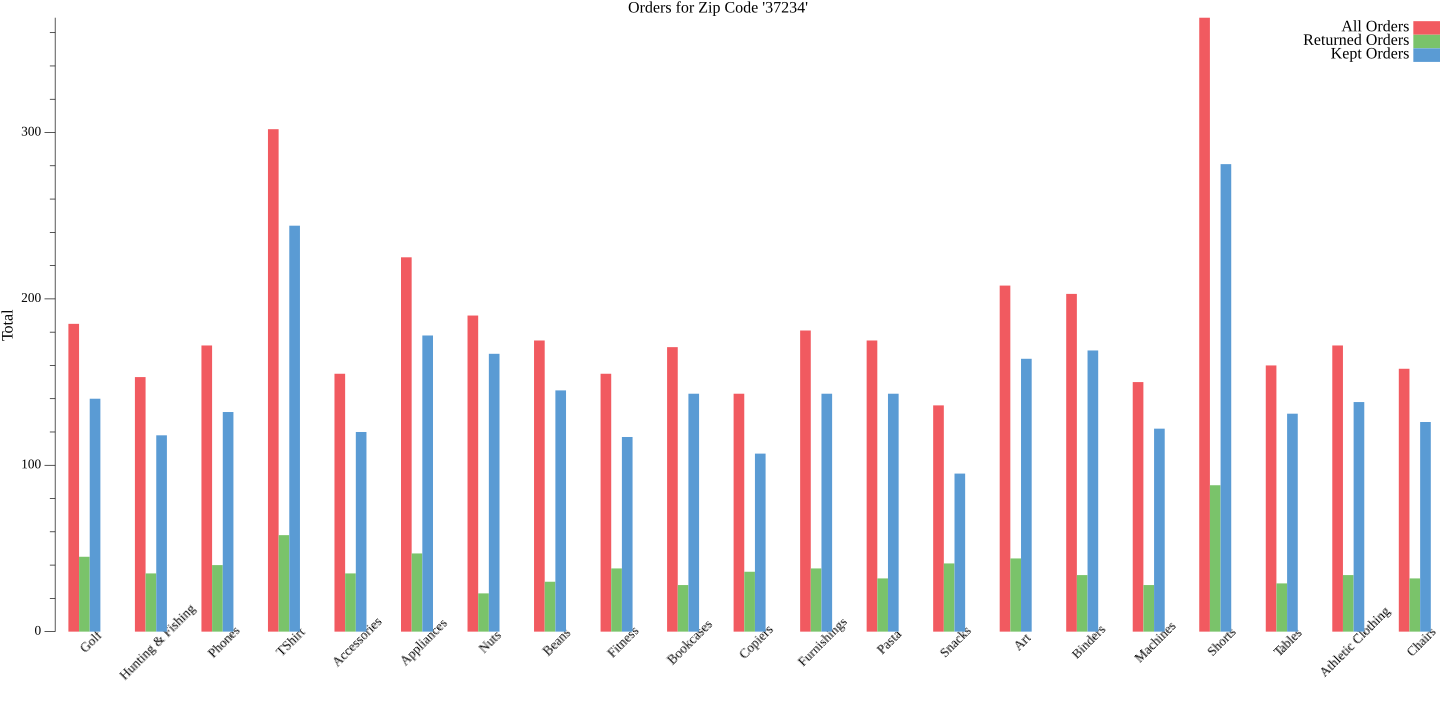 Orders for Zip Code '37234'
All Orders
Returned Orders
Kept Orders
Total
300
200
100
0
Golf
Hunting & Fishing
Phones
TShirt
Accessories
Appliances
Nuts
Beans
Fitness
Bookcases
Copiers
Furnishings
Pasta
Snacks
Art
Binders
Machines
Shorts
Tables
Athletic Clothing
Chairs